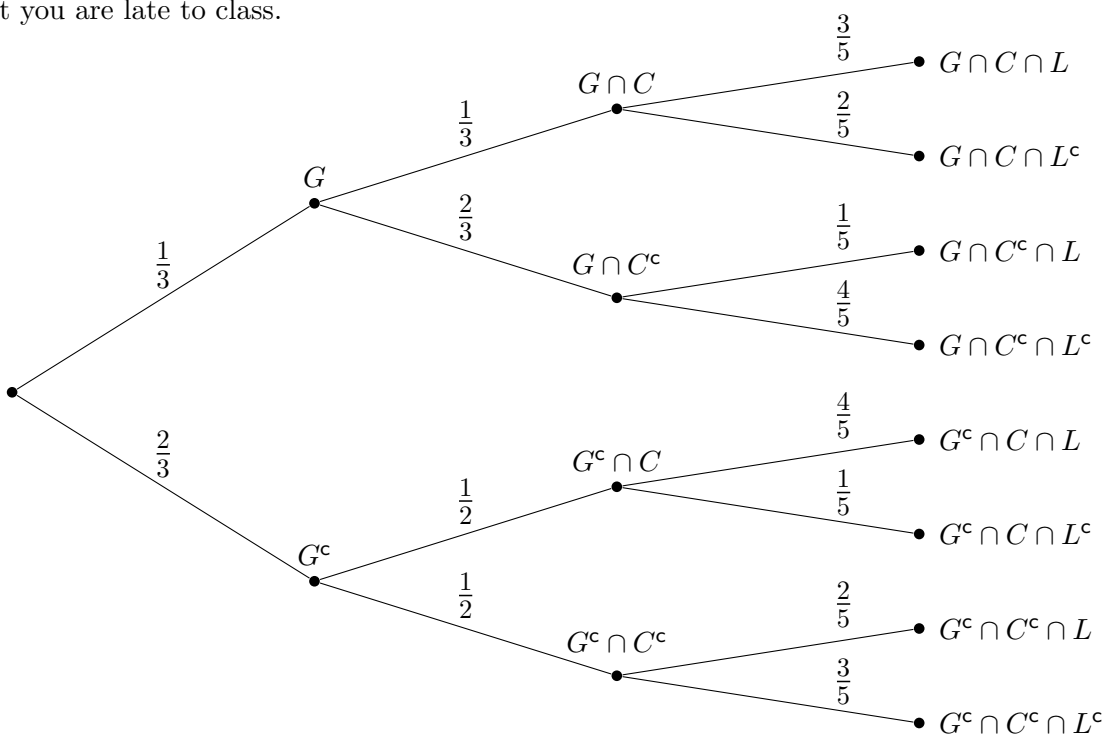 t you are late to class.
3/5
G ∩ C ∩ L
G ∩ C
1/3
2/5
G ∩ C ∩ Lᶜ
G
2/3
1/5
G ∩ Cᶜ ∩ L
1/3
G ∩ Cᶜ
4/5
G ∩ Cᶜ ∩ Lᶜ
2/3
4/5
Gᶜ ∩ C ∩ L
Gᶜ ∩ C
1/2
1/5
Gᶜ ∩ C ∩ Lᶜ
Gᶜ
1/2
2/5
Gᶜ ∩ Cᶜ ∩ L
Gᶜ ∩ Cᶜ
3/5
Gᶜ ∩ Cᶜ ∩ Lᶜ